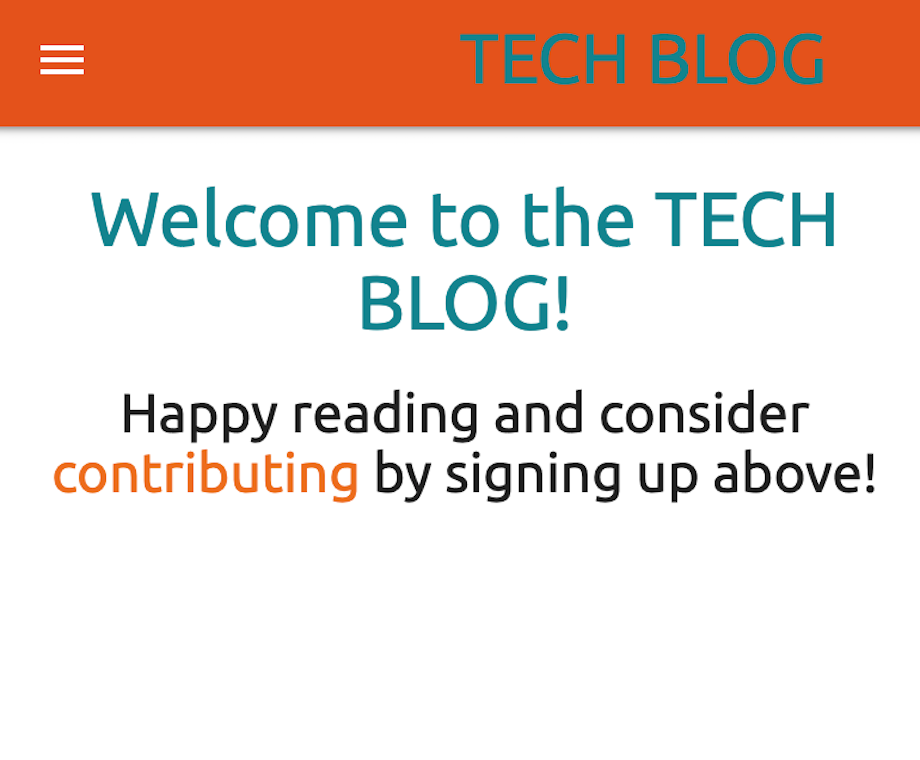 TECH BLOG
Welcome to the TECH
BLOG!
Happy reading and consider
contributing by signing up above!